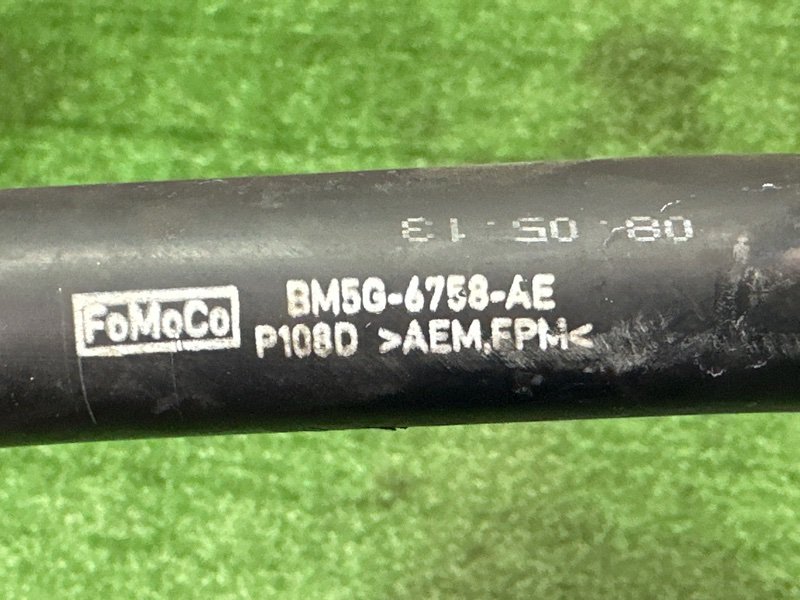 08.05.13
FoMoCo
BM5G-6758-AE
P108D >AEM,FPM<